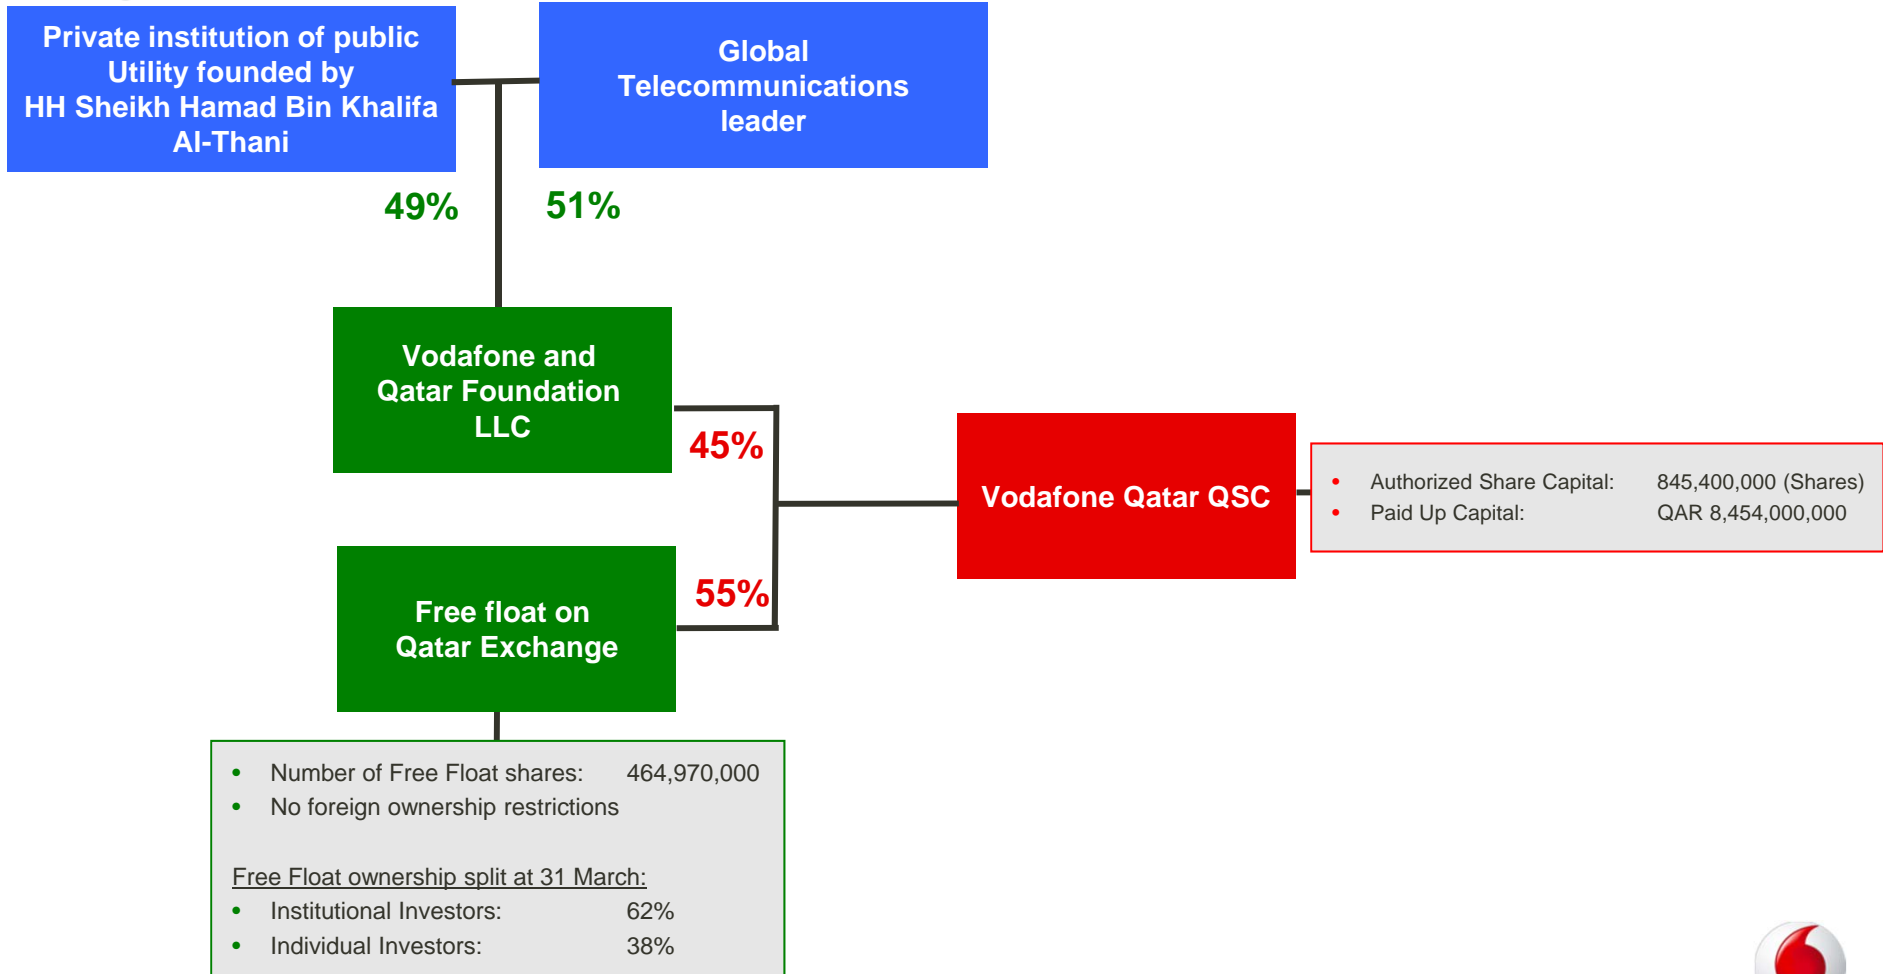 Private institution of public
Utility founded by
HH Sheikh Hamad Bin Khalifa
Al-Thani
Global
Telecommunications
leader
49%
51%
Vodafone and
Qatar Foundation
LLC
45%
Vodafone Qatar QSC
• Authorized Share Capital: 845,400,000 (Shares)
• Paid Up Capital: QAR 8,454,000,000
55%
Free float on
Qatar Exchange
• Number of Free Float shares: 464,970,000
• No foreign ownership restrictions
Free Float ownership split at 31 March:
• Institutional Investors: 62%
• Individual Investors: 38%